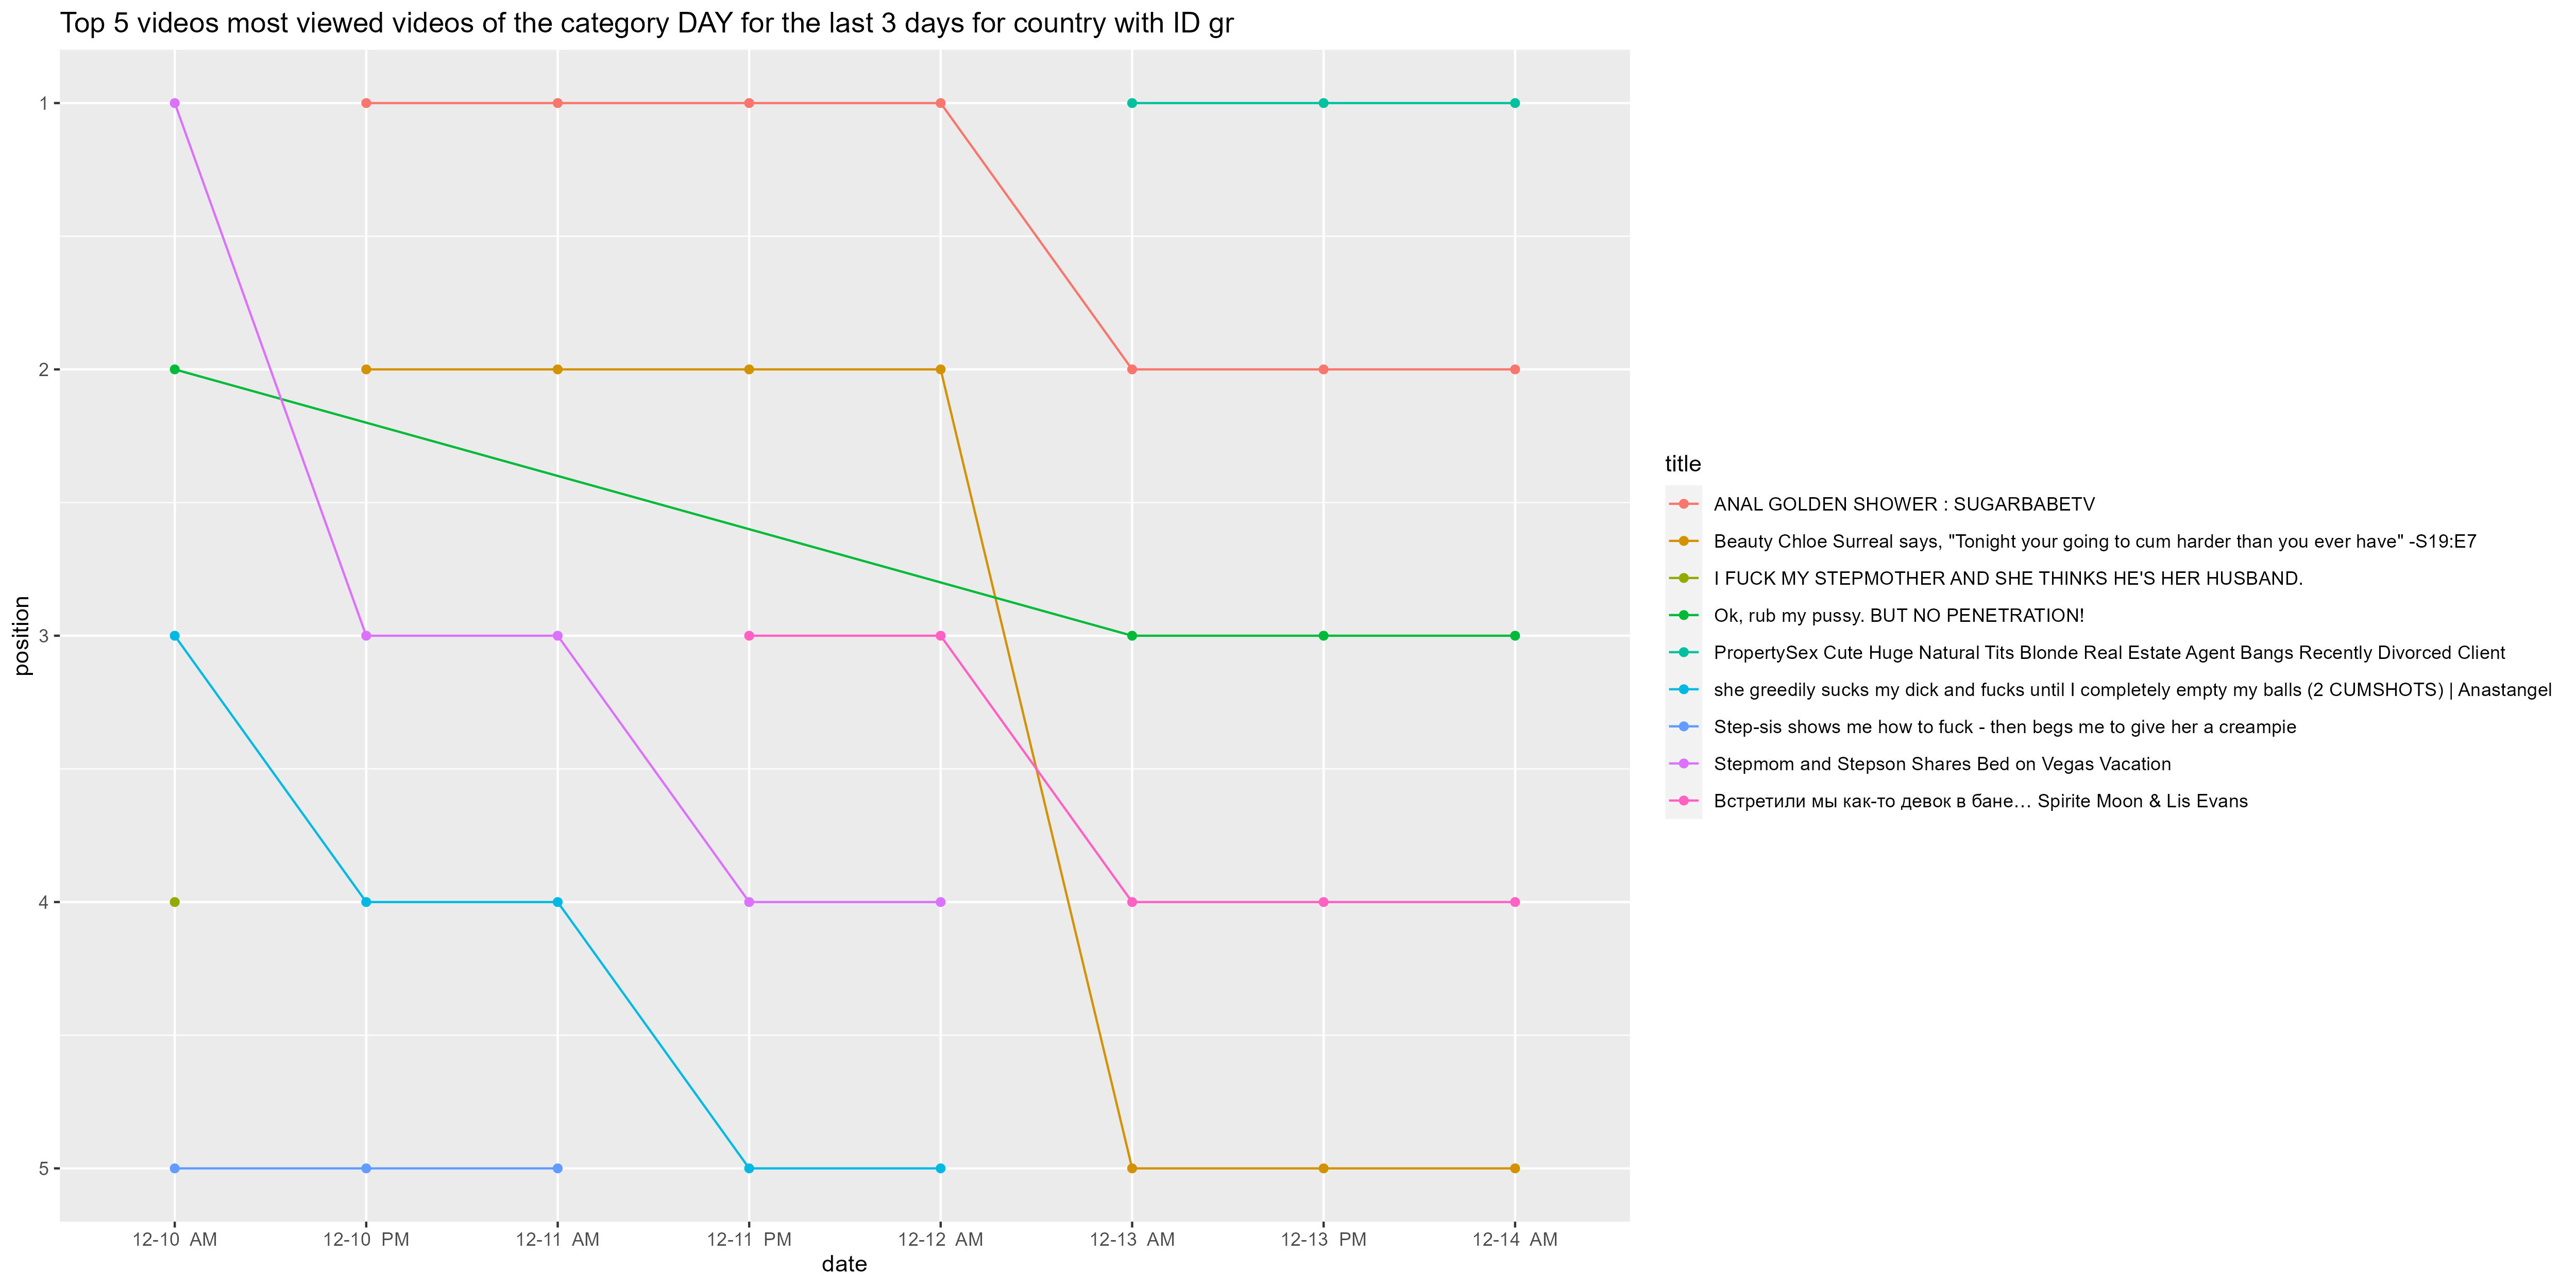 Top 5 videos most viewed videos of the category DAY for the last 3 days for country with ID gr
position
1
2
3
4
5
12-10 AM
12-10 PM
12-11 AM
12-11 PM
12-12 AM
12-13 AM
12-13 PM
12-14 AM
date
title
ANAL GOLDEN SHOWER : SUGARBABETV
Beauty Chloe Surreal says, "Tonight your going to cum harder than you ever have" -S19:E7
I FUCK MY STEPMOTHER AND SHE THINKS HE'S HER HUSBAND.
Ok, rub my pussy. BUT NO PENETRATION!
PropertySex Cute Huge Natural Tits Blonde Real Estate Agent Bangs Recently Divorced Client
she greedily sucks my dick and fucks until I completely empty my balls (2 CUMSHOTS) | Anastangel
Step-sis shows me how to fuck - then begs me to give her a creampie
Stepmom and Stepson Shares Bed on Vegas Vacation
Встретили мы как-то девок в бане… Spirite Moon & Lis Evans